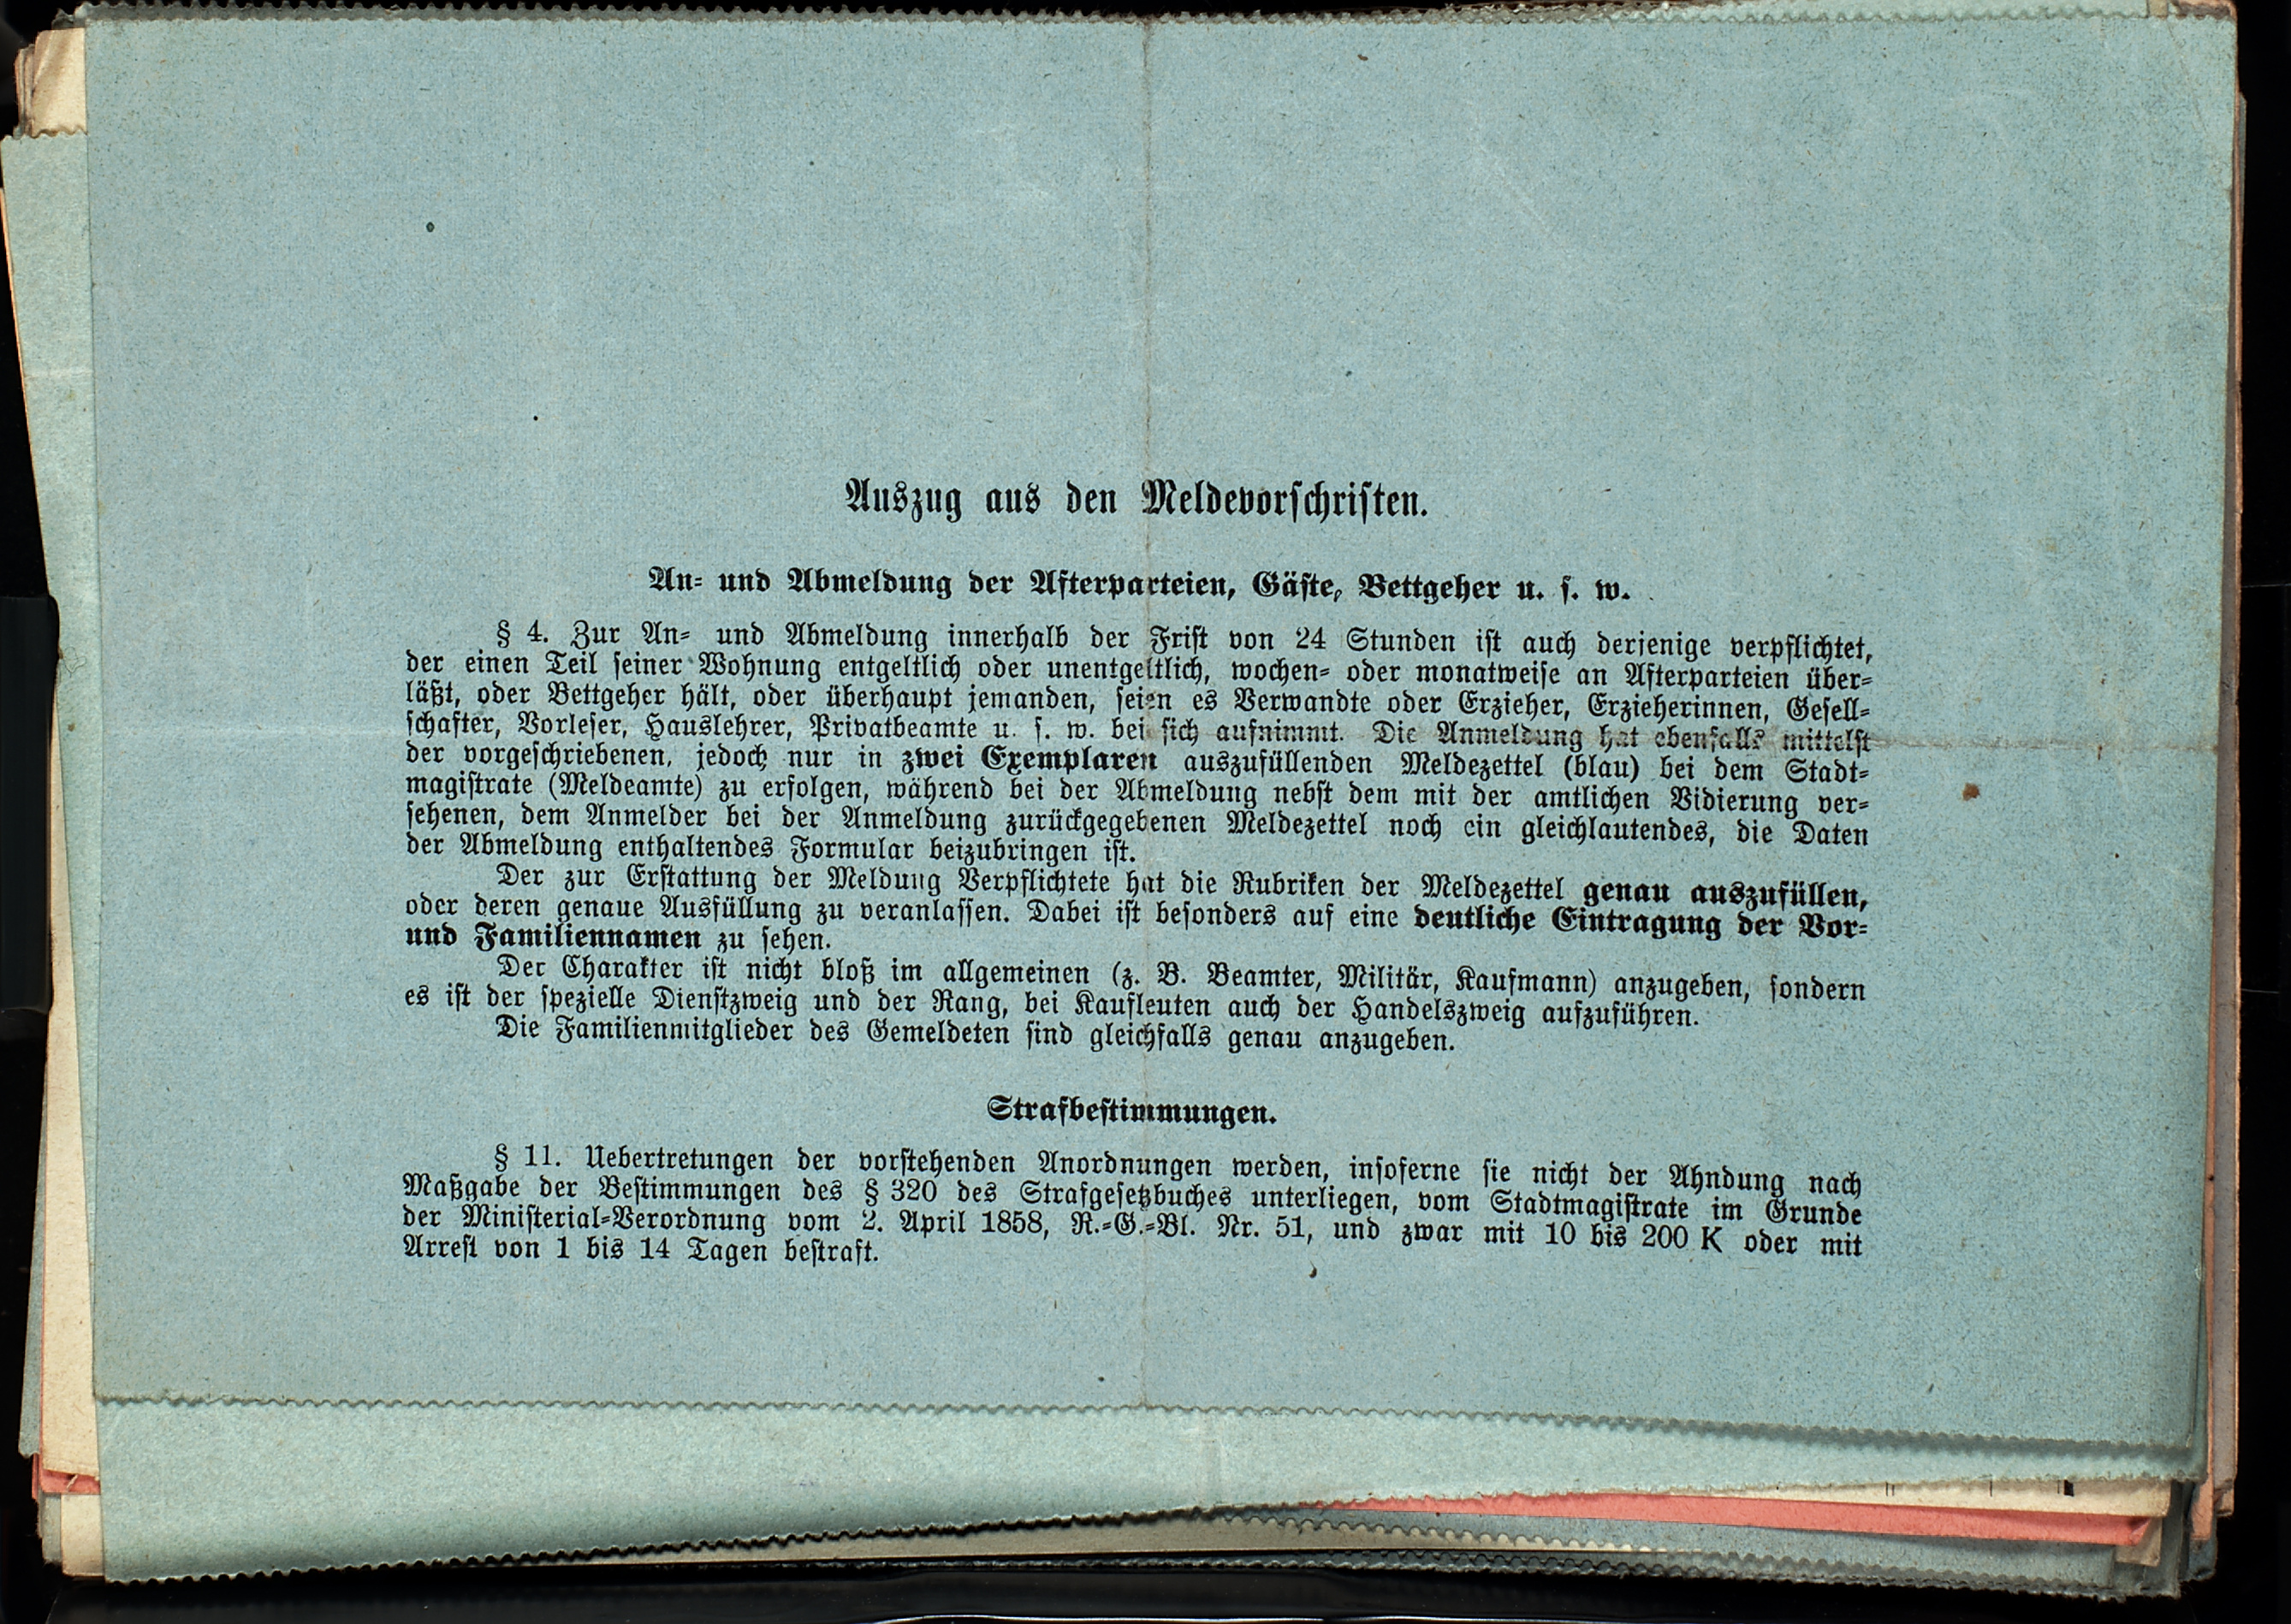 Auszug aus den Meldevorschriften.
An- und Abmeldung der Afterparteien, Gäste, Bettgeher u. s. w.
§ 4. Zur An- und Abmeldung innerhalb der Frist von 24 Stunden ist auch derjenige verpflichtet,
der einen Teil seiner Wohnung entgeltlich oder unentgeltlich, wochen- oder monatweise an Afterparteien über-
läßt, oder Bettgeher hält, oder überhaupt jemanden, seien es Verwandte oder Erzieher, Erzieherinnen, Gesell-
schafter, Vorleser, Hauslehrer, Privatbeamte u. s. w. bei sich aufnimmt. Die Anmeldung hat ebenfalls mittelst
der vorgeschriebenen, jedoch nur in zwei Exemplaren auszufüllenden Meldezettel (blau) bei dem Stadt-
magistrate (Meldeamte) zu erfolgen, während bei der Abmeldung nebst dem mit der amtlichen Vidierung ver-
sehenen, dem Anmelder bei der Anmeldung zurückgegebenen Meldezettel noch ein gleichlautendes, die Daten
der Abmeldung enthaltendes Formular beizubringen ist.
Der zur Erstattung der Meldung Verpflichtete hat die Rubriken der Meldezettel genau auszufüllen,
oder deren genaue Ausfüllung zu veranlassen. Dabei ist besonders auf eine deutliche Eintragung der Vor-
und Familiennamen zu sehen.
Der Charakter ist nicht bloß im allgemeinen (z. B. Beamter, Militär, Kaufmann) anzugeben, sondern
es ist der spezielle Dienstzweig und der Rang, bei Kaufleuten auch der Handelszweig aufzuführen.
Die Familienmitglieder des Gemeldeten sind gleichfalls genau anzugeben.
Strafbestimmungen.
§ 11. Uebertretungen der vorstehenden Anordnungen werden, insoferne sie nicht der Ahndung nach
Maßgabe der Bestimmungen des § 320 des Strafgesetzbuches unterliegen, vom Stadtmagistrate im Grunde
der Ministerial-Verordnung vom 2. April 1858, R.-G.-Bl. Nr. 51, und zwar mit 10 bis 200 K oder mit
Arrest von 1 bis 14 Tagen bestraft.